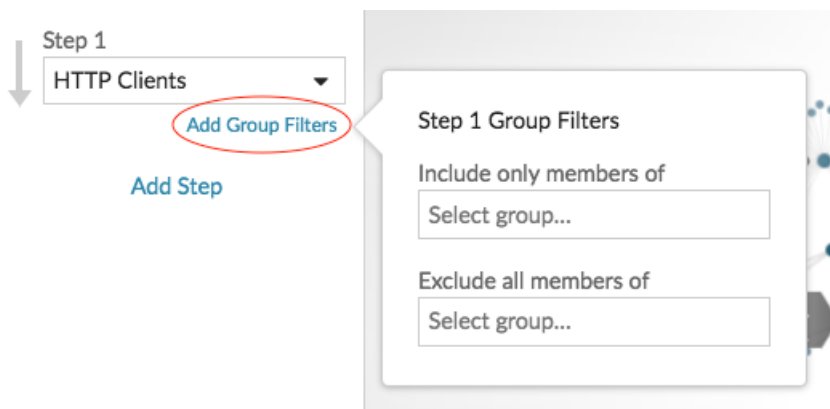 Step 1
HTTP Clients
Add Group Filters
Add Step
Step 1 Group Filters
Include only members of
Select group...
Exclude all members of
Select group...